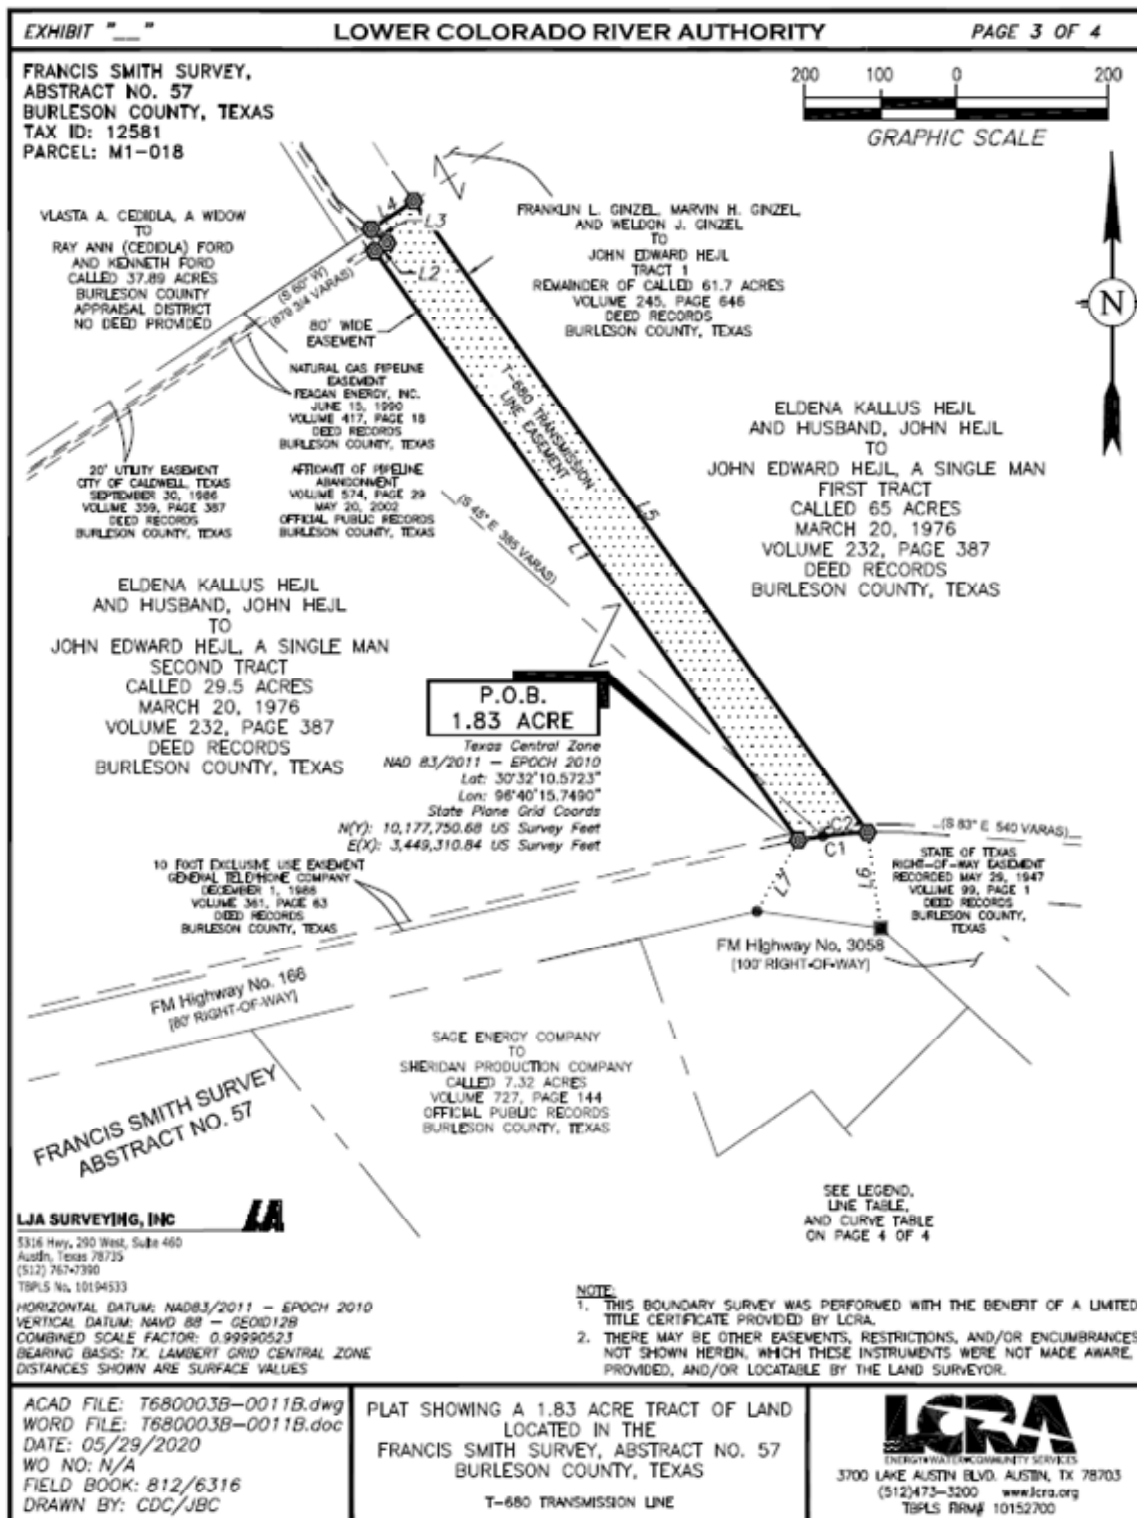 EXHIBIT "__"
LOWER COLORADO RIVER AUTHORITY
PAGE 3 OF 4
FRANCIS SMITH SURVEY,
ABSTRACT NO. 57
BURLESON COUNTY, TEXAS
TAX ID: 12581
PARCEL: M1-018
200 100 0 200
GRAPHIC SCALE
N
VLASTA A. CEDIDLA, A WIDOW
TO
RAY ANN (CEDIDLA) FORD
AND KENNETH FORD
CALLED 37.89 ACRES
BURLESON COUNTY
APPRAISAL DISTRICT
NO DEED PROVIDED
L4
L3
L2
(S 60° W)
(879 3/4 VARAS)
80' WIDE
EASEMENT
FRANKLIN L. GINZEL, MARVIN H. GINZEL,
AND WELDON J. GINZEL
TO
JOHN EDWARD HEJL
TRACT 1
REMAINDER OF CALLED 61.7 ACRES
VOLUME 245, PAGE 646
DEED RECORDS
BURLESON COUNTY, TEXAS
NATURAL GAS PIPELINE
EASEMENT
FEAGAN ENERGY, INC.
JUNE 15, 1990
VOLUME 417, PAGE 18
DEED RECORDS
BURLESON COUNTY, TEXAS
T-680 TRANSMISSION
LINE EASEMENT
20' UTILITY EASEMENT
CITY OF CALDWELL, TEXAS
SEPTEMBER 30, 1986
VOLUME 359, PAGE 387
DEED RECORDS
BURLESON COUNTY, TEXAS
AFFIDAVIT OF PIPELINE
ABANDONMENT
VOLUME 574, PAGE 29
MAY 20, 2002
OFFICIAL PUBLIC RECORDS
BURLESON COUNTY, TEXAS
(S 45° E 385 VARAS)
L1
L5
ELDENA KALLUS HEJL
AND HUSBAND, JOHN HEJL
TO
JOHN EDWARD HEJL, A SINGLE MAN
FIRST TRACT
CALLED 65 ACRES
MARCH 20, 1976
VOLUME 232, PAGE 387
DEED RECORDS
BURLESON COUNTY, TEXAS
ELDENA KALLUS HEJL
AND HUSBAND, JOHN HEJL
TO
JOHN EDWARD HEJL, A SINGLE MAN
SECOND TRACT
CALLED 29.5 ACRES
MARCH 20, 1976
VOLUME 232, PAGE 387
DEED RECORDS
BURLESON COUNTY, TEXAS
P.O.B.
1.83 ACRE
Texas Central Zone
NAD 83/2011 - EPOCH 2010
Lat: 30°32'10.5723"
Lon: 96°40'15.7490"
State Plane Grid Coords
N(Y): 10,177,750.68 US Survey Feet
E(X): 3,449,310.84 US Survey Feet
C2
C1
(S 83° E 540 VARAS)
L7
L6
STATE OF TEXAS
RIGHT-OF-WAY EASEMENT
RECORDED MAY 29, 1947
VOLUME 99, PAGE 1
DEED RECORDS
BURLESON COUNTY,
TEXAS
10 FOOT EXCLUSIVE USE EASEMENT
GENERAL TELEPHONE COMPANY
DECEMBER 1, 1986
VOLUME 361, PAGE 63
DEED RECORDS
BURLESON COUNTY, TEXAS
FM Highway No. 3058
[100' RIGHT-OF-WAY]
FM Highway No. 166
[80' RIGHT-OF-WAY]
FRANCIS SMITH SURVEY
ABSTRACT NO. 57
SAGE ENERGY COMPANY
TO
SHERIDAN PRODUCTION COMPANY
CALLED 7.32 ACRES
VOLUME 727, PAGE 144
OFFICIAL PUBLIC RECORDS
BURLESON COUNTY, TEXAS
SEE LEGEND,
LINE TABLE,
AND CURVE TABLE
ON PAGE 4 OF 4
LJA SURVEYING, INC
LJA
5316 Hwy. 290 West, Suite 460
Austin, Texas 78735
(512) 767-7390
TBPLS No. 10194533
HORIZONTAL DATUM: NAD83/2011 - EPOCH 2010
VERTICAL DATUM: NAVD 88 - GEOID12B
COMBINED SCALE FACTOR: 0.99990523
BEARING BASIS: TX. LAMBERT GRID CENTRAL ZONE
DISTANCES SHOWN ARE SURFACE VALUES
NOTE:
1. THIS BOUNDARY SURVEY WAS PERFORMED WITH THE BENEFIT OF A LIMITED
TITLE CERTIFICATE PROVIDED BY LCRA.
2. THERE MAY BE OTHER EASEMENTS, RESTRICTIONS, AND/OR ENCUMBRANCES
NOT SHOWN HEREIN, WHICH THESE INSTRUMENTS WERE NOT MADE AWARE,
PROVIDED, AND/OR LOCATABLE BY THE LAND SURVEYOR.
ACAD FILE: T680003B-0011B.dwg
WORD FILE: T680003B-0011B.doc
DATE: 05/29/2020
WO NO: N/A
FIELD BOOK: 812/6316
DRAWN BY: CDC/JBC
PLAT SHOWING A 1.83 ACRE TRACT OF LAND
LOCATED IN THE
FRANCIS SMITH SURVEY, ABSTRACT NO. 57
BURLESON COUNTY, TEXAS
T-680 TRANSMISSION LINE
LCRA
ENERGY•WATER•COMMUNITY SERVICES
3700 LAKE AUSTIN BLVD. AUSTIN, TX 78703
(512)473-3200 www.lcra.org
TBPLS FIRM# 10152700